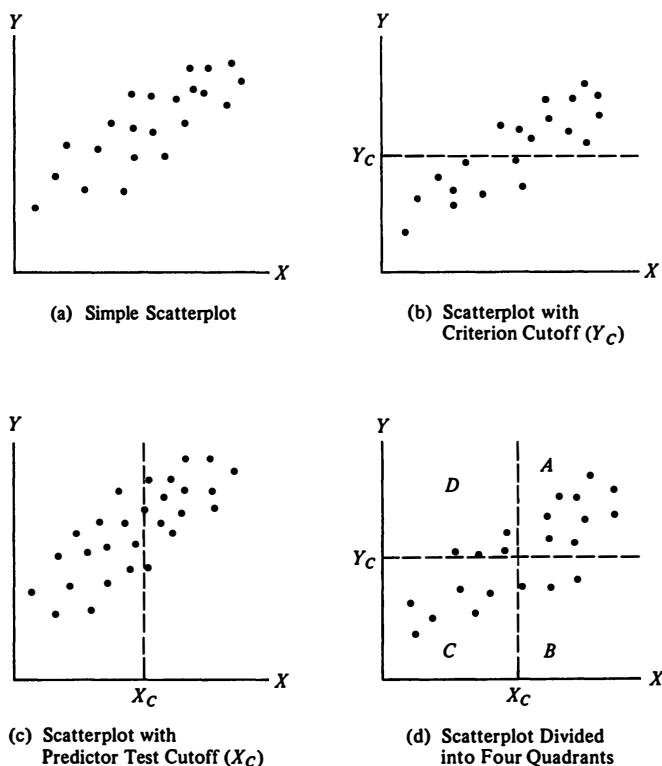 Y
X
(a) Simple Scatterplot
Y
Y_C
X
(b) Scatterplot with
Criterion Cutoff (Y_C)
Y
X_C
X
(c) Scatterplot with
Predictor Test Cutoff (X_C)
Y
D
A
Y_C
C
B
X_C
X
(d) Scatterplot Divided
into Four Quadrants